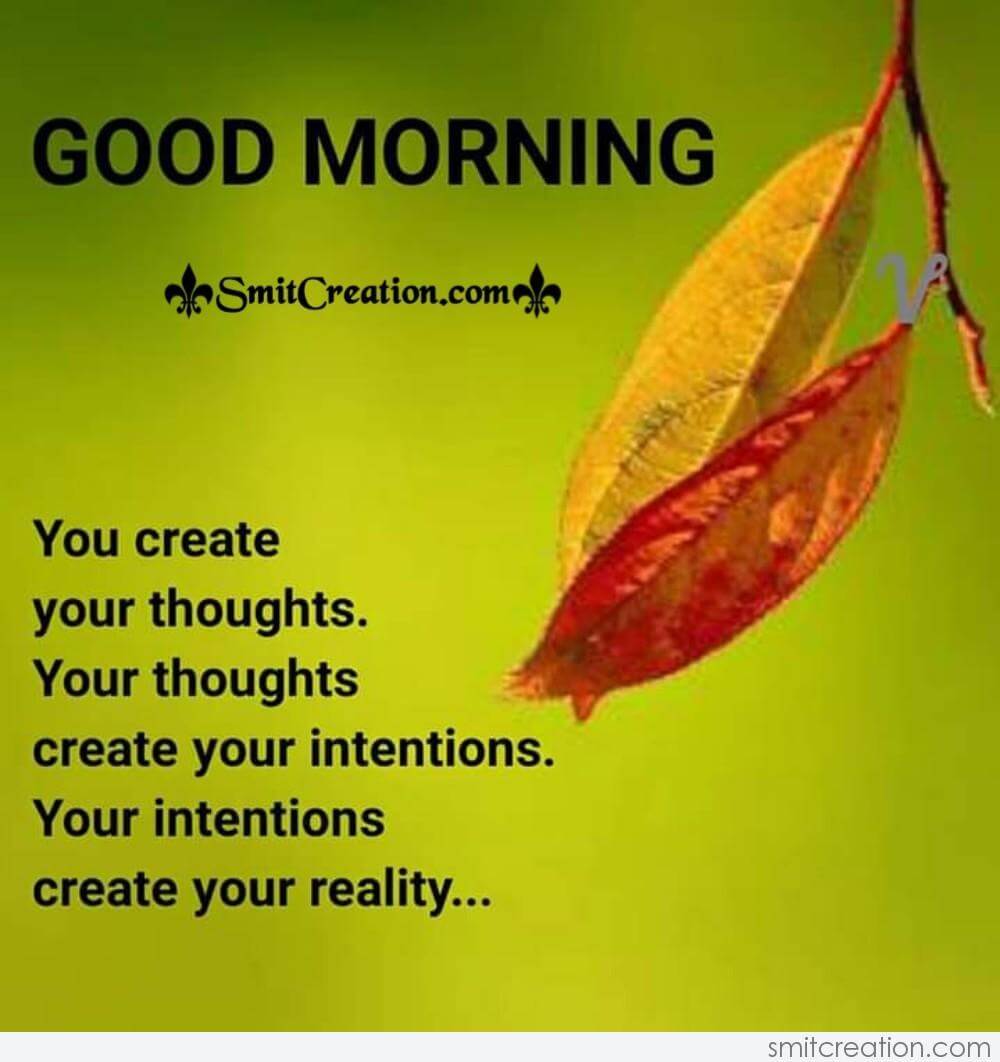 GOOD MORNING
SmitCreation.com
You create
your thoughts.
Your thoughts
create your intentions.
Your intentions
create your reality...
smitcreation.com